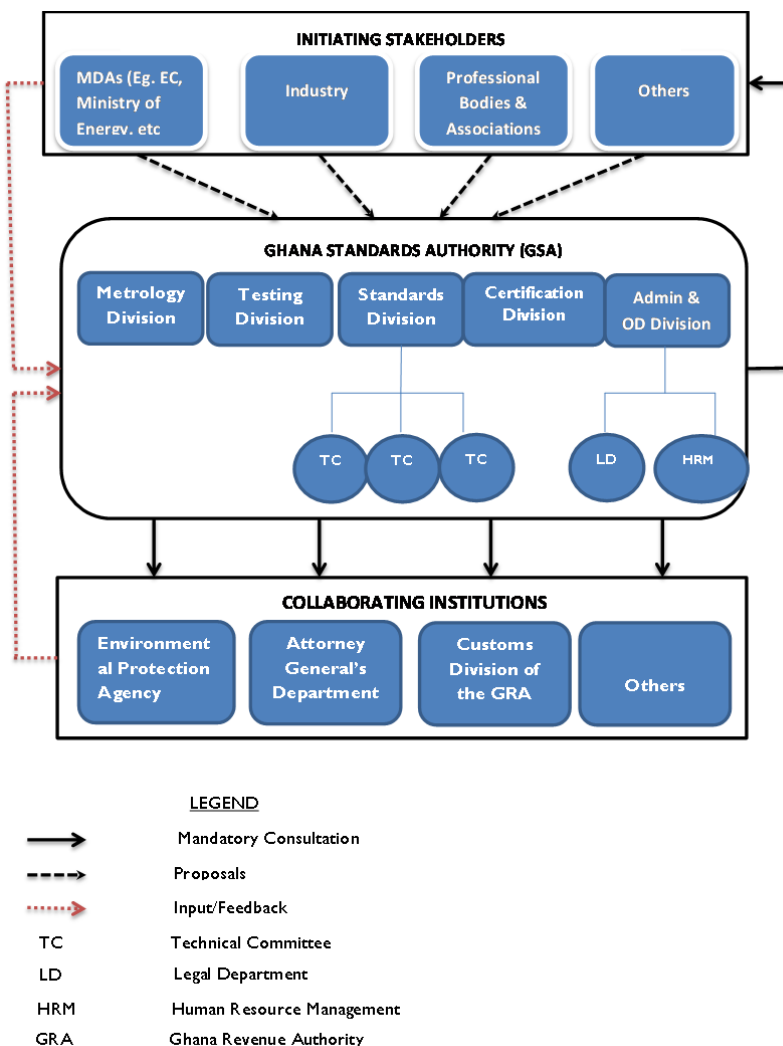 INITIATING STAKEHOLDERS
MDAs (Eg. EC,
Ministry of
Energy, etc
Industry
Professional
Bodies &
Associations
Others
GHANA STANDARDS AUTHORITY (GSA)
Metrology
Division
Testing
Division
Standards
Division
Certification
Division
Admin &
OD Division
TC
TC
TC
LD
HRM
COLLABORATING INSTITUTIONS
Environment
al Protection
Agency
Attorney
General's
Department
Customs
Division of
the GRA
Others
LEGEND
Mandatory Consultation
Proposals
Input/Feedback
TC Technical Committee
LD Legal Department
HRM Human Resource Management
GRA Ghana Revenue Authority